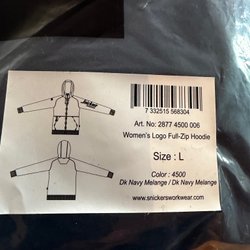 7 332515 568304
Art. No: 2877 4500 006
Women's Logo Full-Zip Hoodie
Size : L
Color : 4500
Dk Navy Melange / Dk Navy Melange
www.snickersworkwear.com